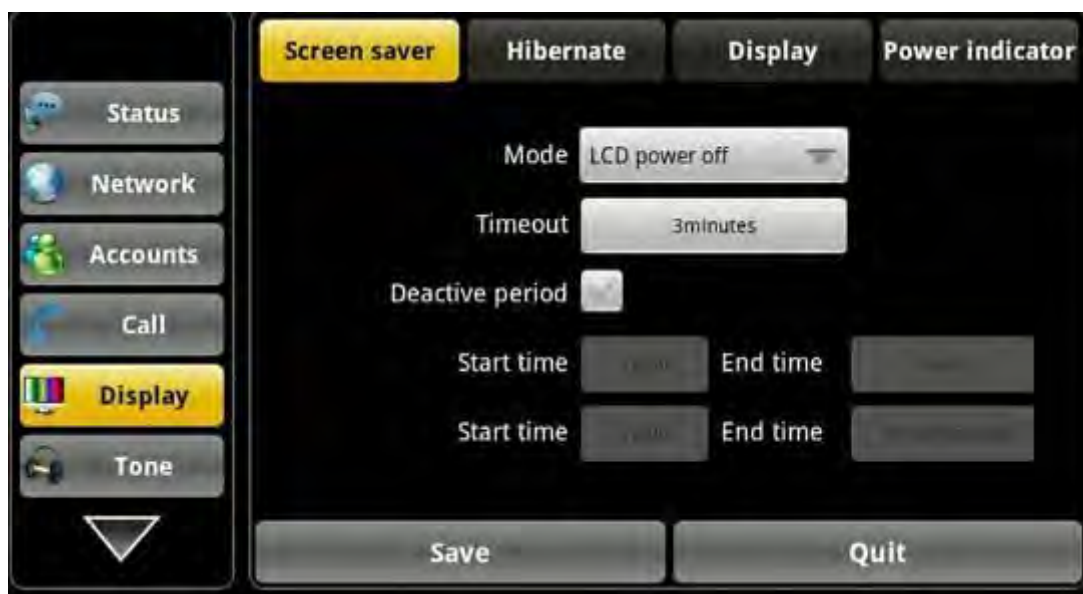 Screen saver
Hibernate
Display
Power indicator
Status
Network
Accounts
Call
Display
Tone
Mode
LCD power off
Timeout
3minutes
Deactive period
Start time
End time
Start time
End time
Save
Quit